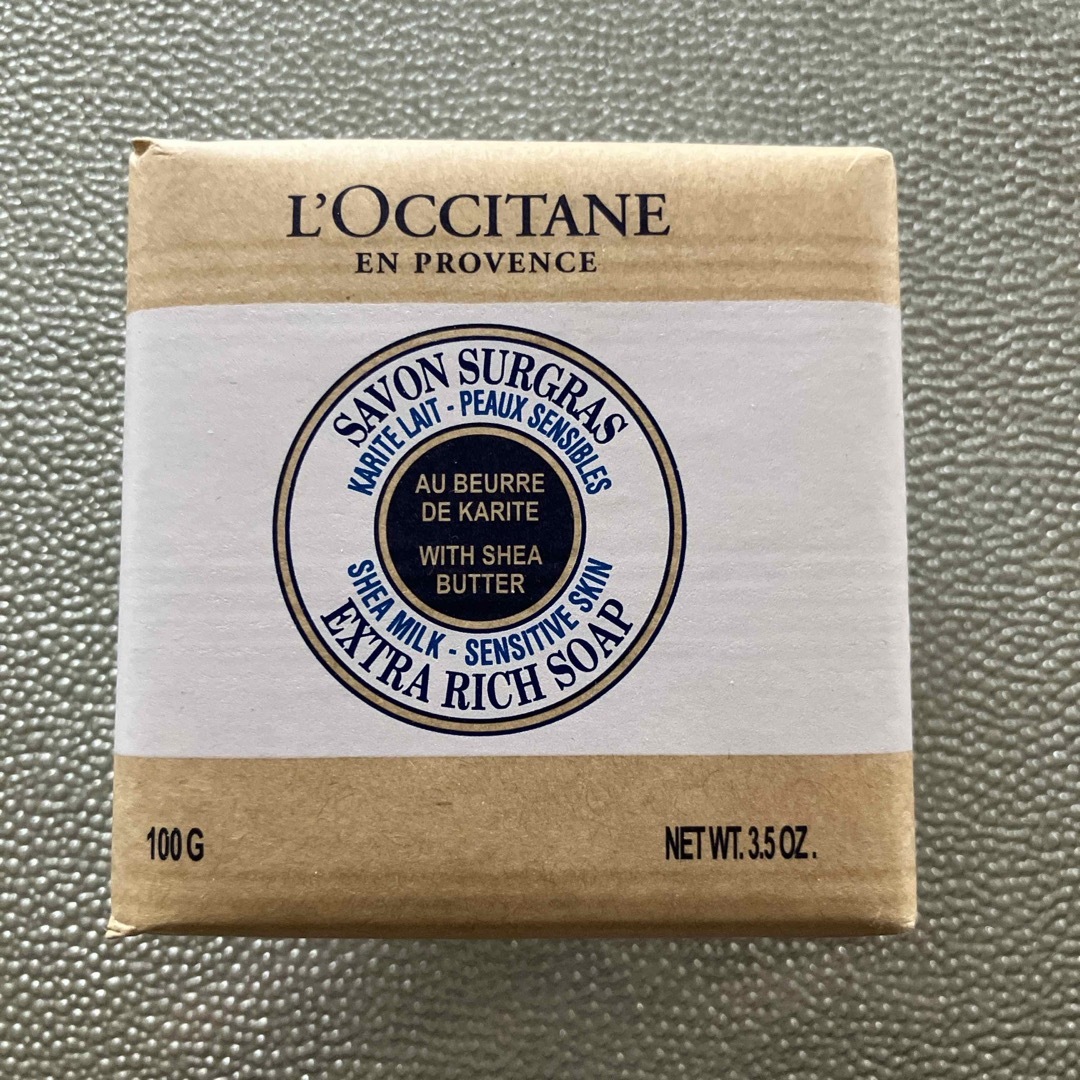 L'OCCITANE
EN PROVENCE
SAVON SURGRAS
KARITE LAIT - PEAUX SENSIBLES
AU BEURRE
DE KARITE
WITH SHEA
BUTTER
SHEA MILK - SENSITIVE SKIN
EXTRA RICH SOAP
100 G
NET WT. 3.5 OZ.